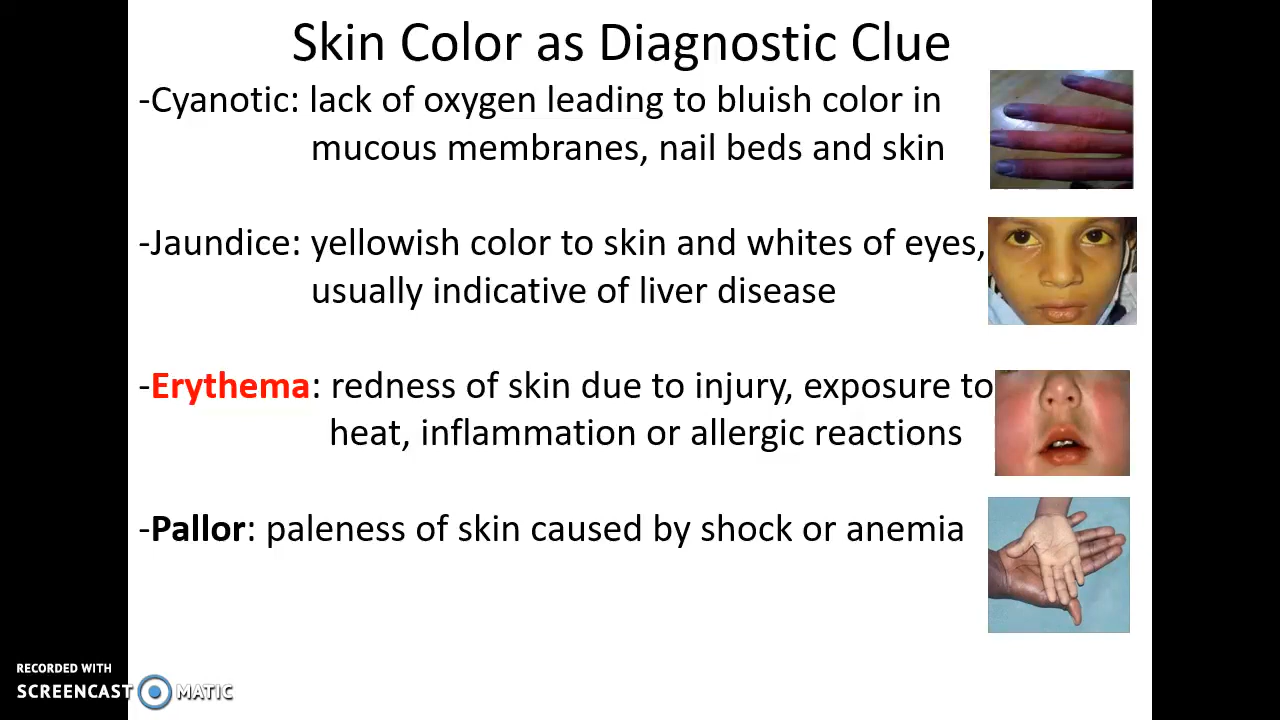 Skin Color as Diagnostic Clue
-Cyanotic: lack of oxygen leading to bluish color in
mucous membranes, nail beds and skin
-Jaundice: yellowish color to skin and whites of eyes,
usually indicative of liver disease
-Erythema: redness of skin due to injury, exposure to
heat, inflammation or allergic reactions
-Pallor: paleness of skin caused by shock or anemia
RECORDED WITH
SCREENCAST MATIC